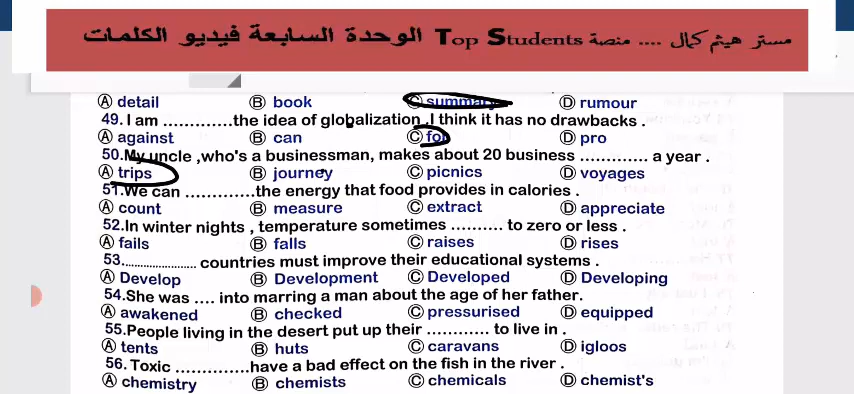 مستر هيثم كمال .... منصة Top Students الوحدة السابعة فيديو الكلمات
Ⓐ detail Ⓑ book Ⓒ summary Ⓓ rumour
49. I am .............the idea of globalization .I think it has no drawbacks .
Ⓐ against Ⓑ can Ⓒ for Ⓓ pro
50.My uncle ,who's a businessman, makes about 20 business ............. a year .
Ⓐ trips Ⓑ journey Ⓒ picnics Ⓓ voyages
51.We can .............the energy that food provides in calories .
Ⓐ count Ⓑ measure Ⓒ extract Ⓓ appreciate
52.In winter nights , temperature sometimes .......... to zero or less .
Ⓐ fails Ⓑ falls Ⓒ raises Ⓓ rises
53......................... countries must improve their educational systems .
Ⓐ Develop Ⓑ Development Ⓒ Developed Ⓓ Developing
54.She was .... into marring a man about the age of her father.
Ⓐ awakened Ⓑ checked Ⓒ pressurised Ⓓ equipped
55.People living in the desert put up their ............ to live in .
Ⓐ tents Ⓑ huts Ⓒ caravans Ⓓ igloos
56. Toxic ..............have a bad effect on the fish in the river .
Ⓐ chemistry Ⓑ chemists Ⓒ chemicals Ⓓ chemist's